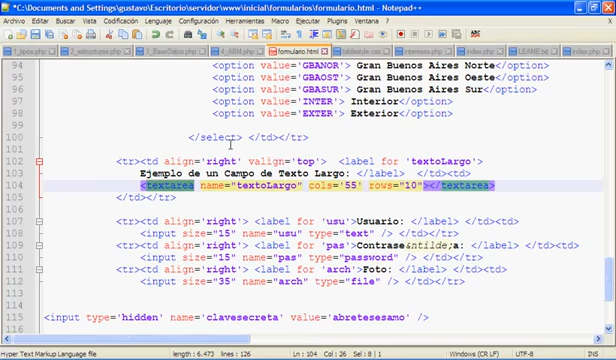 *C:\Documents and Settings\gustavo\Escritorio\servidor\www\inicial\formularios\formulario.html - Notepad++
Archivo Editar Buscar Vista Codificación Lenguaje Configuración Macro Ejecutar Plugins Ventana ?
1_tipos.php 2_estructuras.php 3_BaseDatos.php 4_ABM.php formulario.html tablestyle.css intereses.php index.php LEAME.txt index.php
94 <option value='GBANOR'> Gran Buenos Aires Norte</option>
95 <option value='GBAOES'> Gran Buenos Aires Oeste</option>
96 <option value='GBASUR'> Gran Buenos Aires Sur</option>
97 <option value='INTER'> Interior</option>
98 <option value='EXTER'> Exterior</option>
99
100 </select> </td></tr>
101
102 <tr><td align='right' valign='top'> <label for 'textoLargo'>
103 Ejemplo de un Campo de Texto Largo: </label> </td><td>
104 <textarea name="textoLargo" cols='55' rows="10"></textarea>
105 </td></tr>
106
107 <tr><td align='right'> <label for 'usu'> Usuario: </label> </td><td>
108 <input size="15" name="usu" type="text" /> </td></tr>
109 <tr><td align='right'> <label for 'pas'> Contrase&ntilde;a: </label> </td><td>
110 <input size="15" name="pas" type="password" /> </td></tr>
111 <tr><td align='right'> <label for 'arch'> Foto: </label> </td><td>
112 <input size="35" name="arch" type="file" /> </td></tr>
113
114
115 <input type='hidden' name='clavesecreta' value='abretesesamo' />
116
Hyper Text Markup Language file length : 6.473 lines : 126 Ln : 104 Col : 26 Sel : 8 | 1 Dos\Windows UTF-8